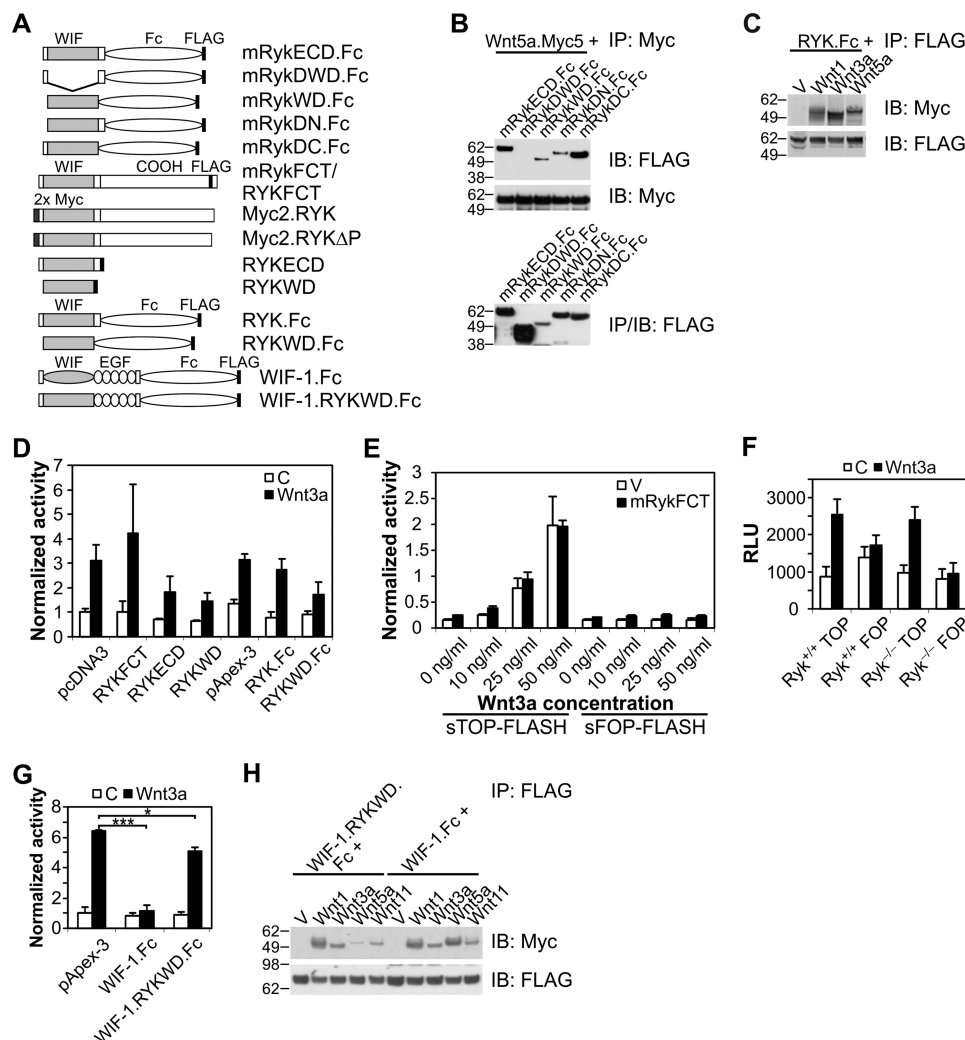 A
WIF Fc FLAG
mRykECD.Fc
mRykDWD.Fc
mRykWD.Fc
mRykDN.Fc
mRykDC.Fc
WIF COOH FLAG
mRykFCT/
RYKFCT
2x Myc
Myc2.RYK
Myc2.RYKΔP
RYKECD
RYKWD
WIF Fc FLAG
RYK.Fc
RYKWD.Fc
WIF EGF Fc FLAG
WIF-1.Fc
WIF-1.RYKWD.Fc
B
Wnt5a.Myc5 + IP: Myc
mRykECD.Fc
mRykDWD.Fc
mRykWD.Fc
mRykDN.Fc
mRykDC.Fc
62
49
38
IB: FLAG
62
49
IB: Myc
mRykECD.Fc
mRykDWD.Fc
mRykWD.Fc
mRykDN.Fc
mRykDC.Fc
62
49
38
IP/IB: FLAG
C
RYK.Fc + IP: FLAG
V Wnt1 Wnt3a Wnt5a
62
49
IB: Myc
62
49
IB: FLAG
D
Normalized activity
7
6
5
4
3
2
1
0
C
Wnt3a
pcDNA3
RYKFCT
RYKECD
RYKWD
pApex-3
RYK.Fc
RYKWD.Fc
E
Normalized activity
3
2.5
2
1.5
1
0.5
0
V
mRykFCT
0 ng/ml
10 ng/ml
25 ng/ml
50 ng/ml
0 ng/ml
10 ng/ml
25 ng/ml
50 ng/ml
Wnt3a concentration
sTOP-FLASH sFOP-FLASH
F
C Wnt3a
RLU
3000
2000
1000
0
Ryk+/+ TOP
Ryk+/+ FOP
Ryk-/- TOP
Ryk-/- FOP
G
C Wnt3a
Normalized activity
8
6
4
2
0
*
***
pApex-3
WIF-1.Fc
WIF-1.RYKWD.Fc
H
IP: FLAG
WIF-1.RYKWD.
Fc +
WIF-1.Fc +
V Wnt1 Wnt3a Wnt5a Wnt11 V Wnt1 Wnt3a Wnt5a Wnt11
62
49
IB: Myc
98
62
IB: FLAG